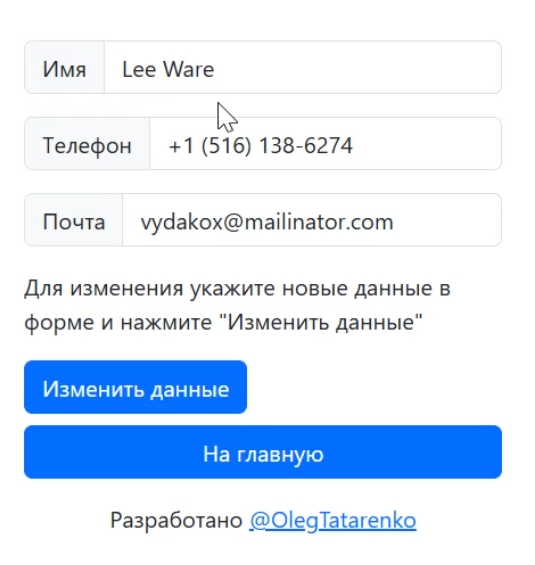 Имя Lee Ware
Телефон +1 (516) 138-6274
Почта vydakox@mailinator.com
Для изменения укажите новые данные в
форме и нажмите "Изменить данные"
Изменить данные
На главную
Разработано @OlegTatarenko